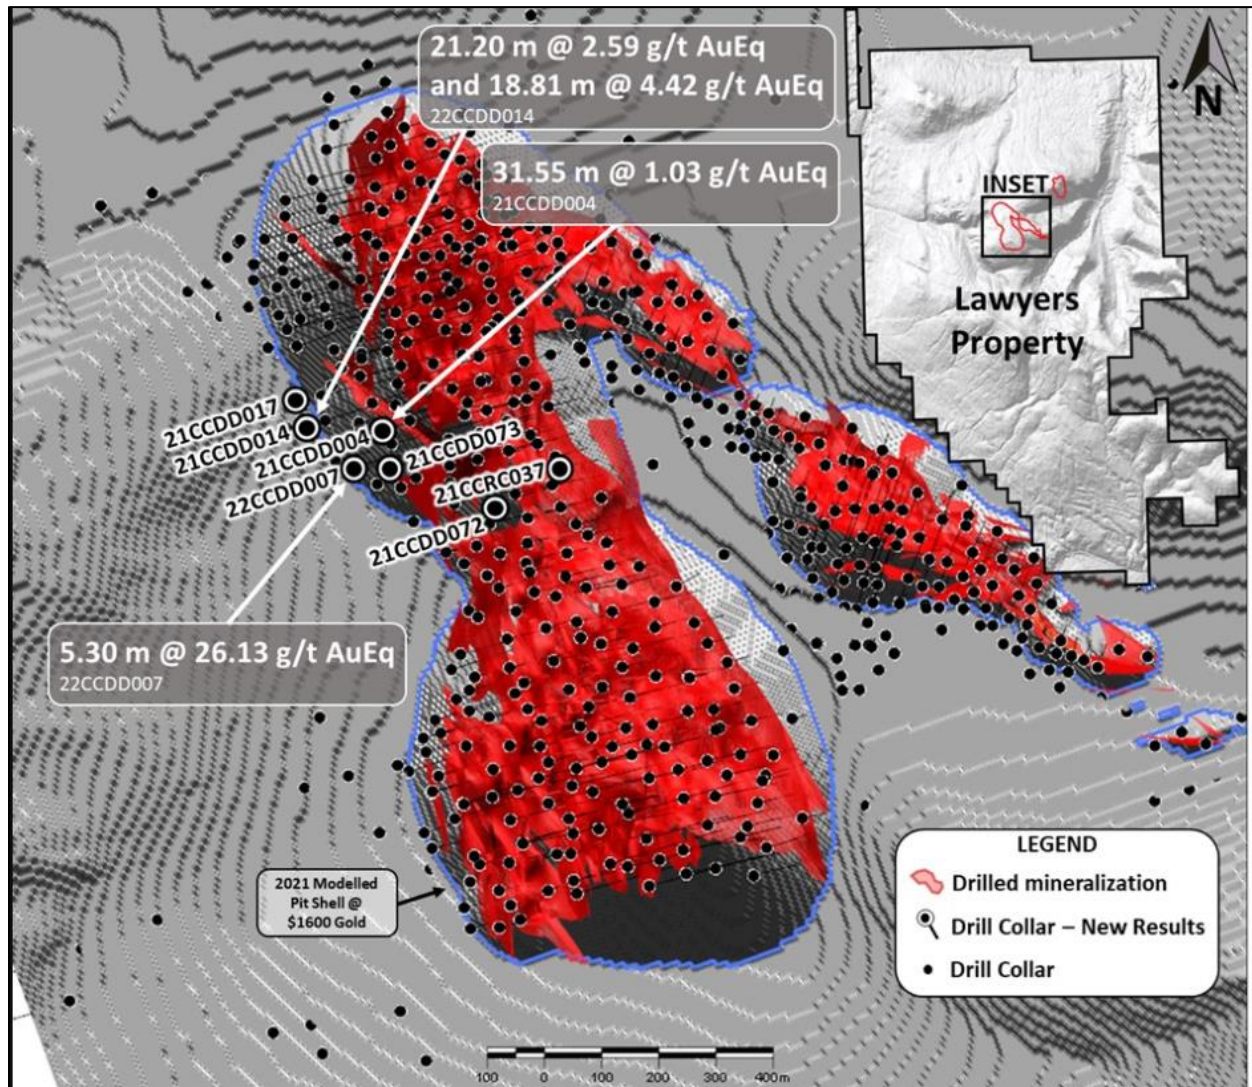 21.20 m @ 2.59 g/t AuEq
and 18.81 m @ 4.42 g/t AuEq
22CCDD014
31.55 m @ 1.03 g/t AuEq
21CCDD004
N
INSET
Lawyers
Property
21CCDD017
21CCDD014
21CCDD004
22CCDD007
21CCDD073
21CCRC037
21CCDD072
5.30 m @ 26.13 g/t AuEq
22CCDD007
2021 Modelled
Pit Shell @
$1600 Gold
LEGEND
Drilled mineralization
Drill Collar – New Results
Drill Collar
100 0 100 200 300 400m